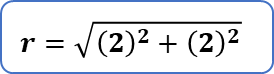 r = √((2)² + (2)²)